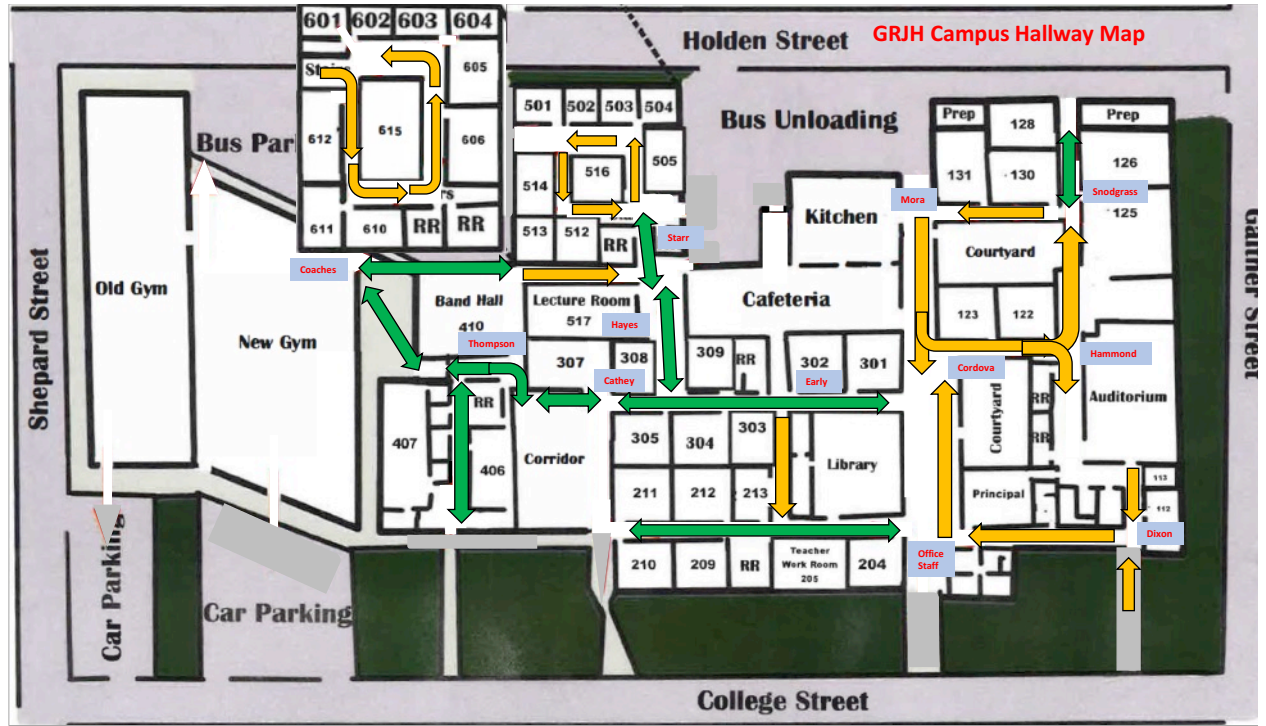 601 602 603 604
Holden Street
GRJH Campus Hallway Map
Stairs
605
612
615
606
611
610
RR
RR
501
502
503
504
505
514
516
513
512
RR
Starr
Bus Unloading
Kitchen
Cafeteria
Prep
128
131
130
Mora
Prep
126
Snodgrass
125
Courtyard
123
122
Gaither Street
Shepard Street
Old Gym
New Gym
Coaches
Band Hall
410
Thompson
Lecture Room
517
Hayes
307
308
Cathey
309
RR
302
301
Early
Cordova
Hammond
Auditorium
Courtyard
RR
RR
407
RR
406
Corridor
305
304
303
Library
211
212
213
Principal
113
112
Dixon
210
209
RR
Teacher
Work Room
205
204
Office
Staff
Car Parking
Car Parking
College Street